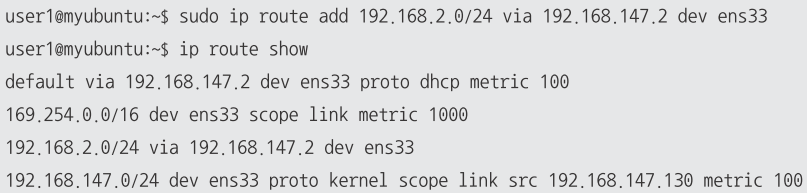 user1@myubuntu:~$ sudo ip route add 192.168.2.0/24 via 192.168.147.2 dev ens33
user1@myubuntu:~$ ip route show
default via 192.168.147.2 dev ens33 proto dhcp metric 100
169.254.0.0/16 dev ens33 scope link metric 1000
192.168.2.0/24 via 192.168.147.2 dev ens33
192.168.147.0/24 dev ens33 proto kernel scope link src 192.168.147.130 metric 100